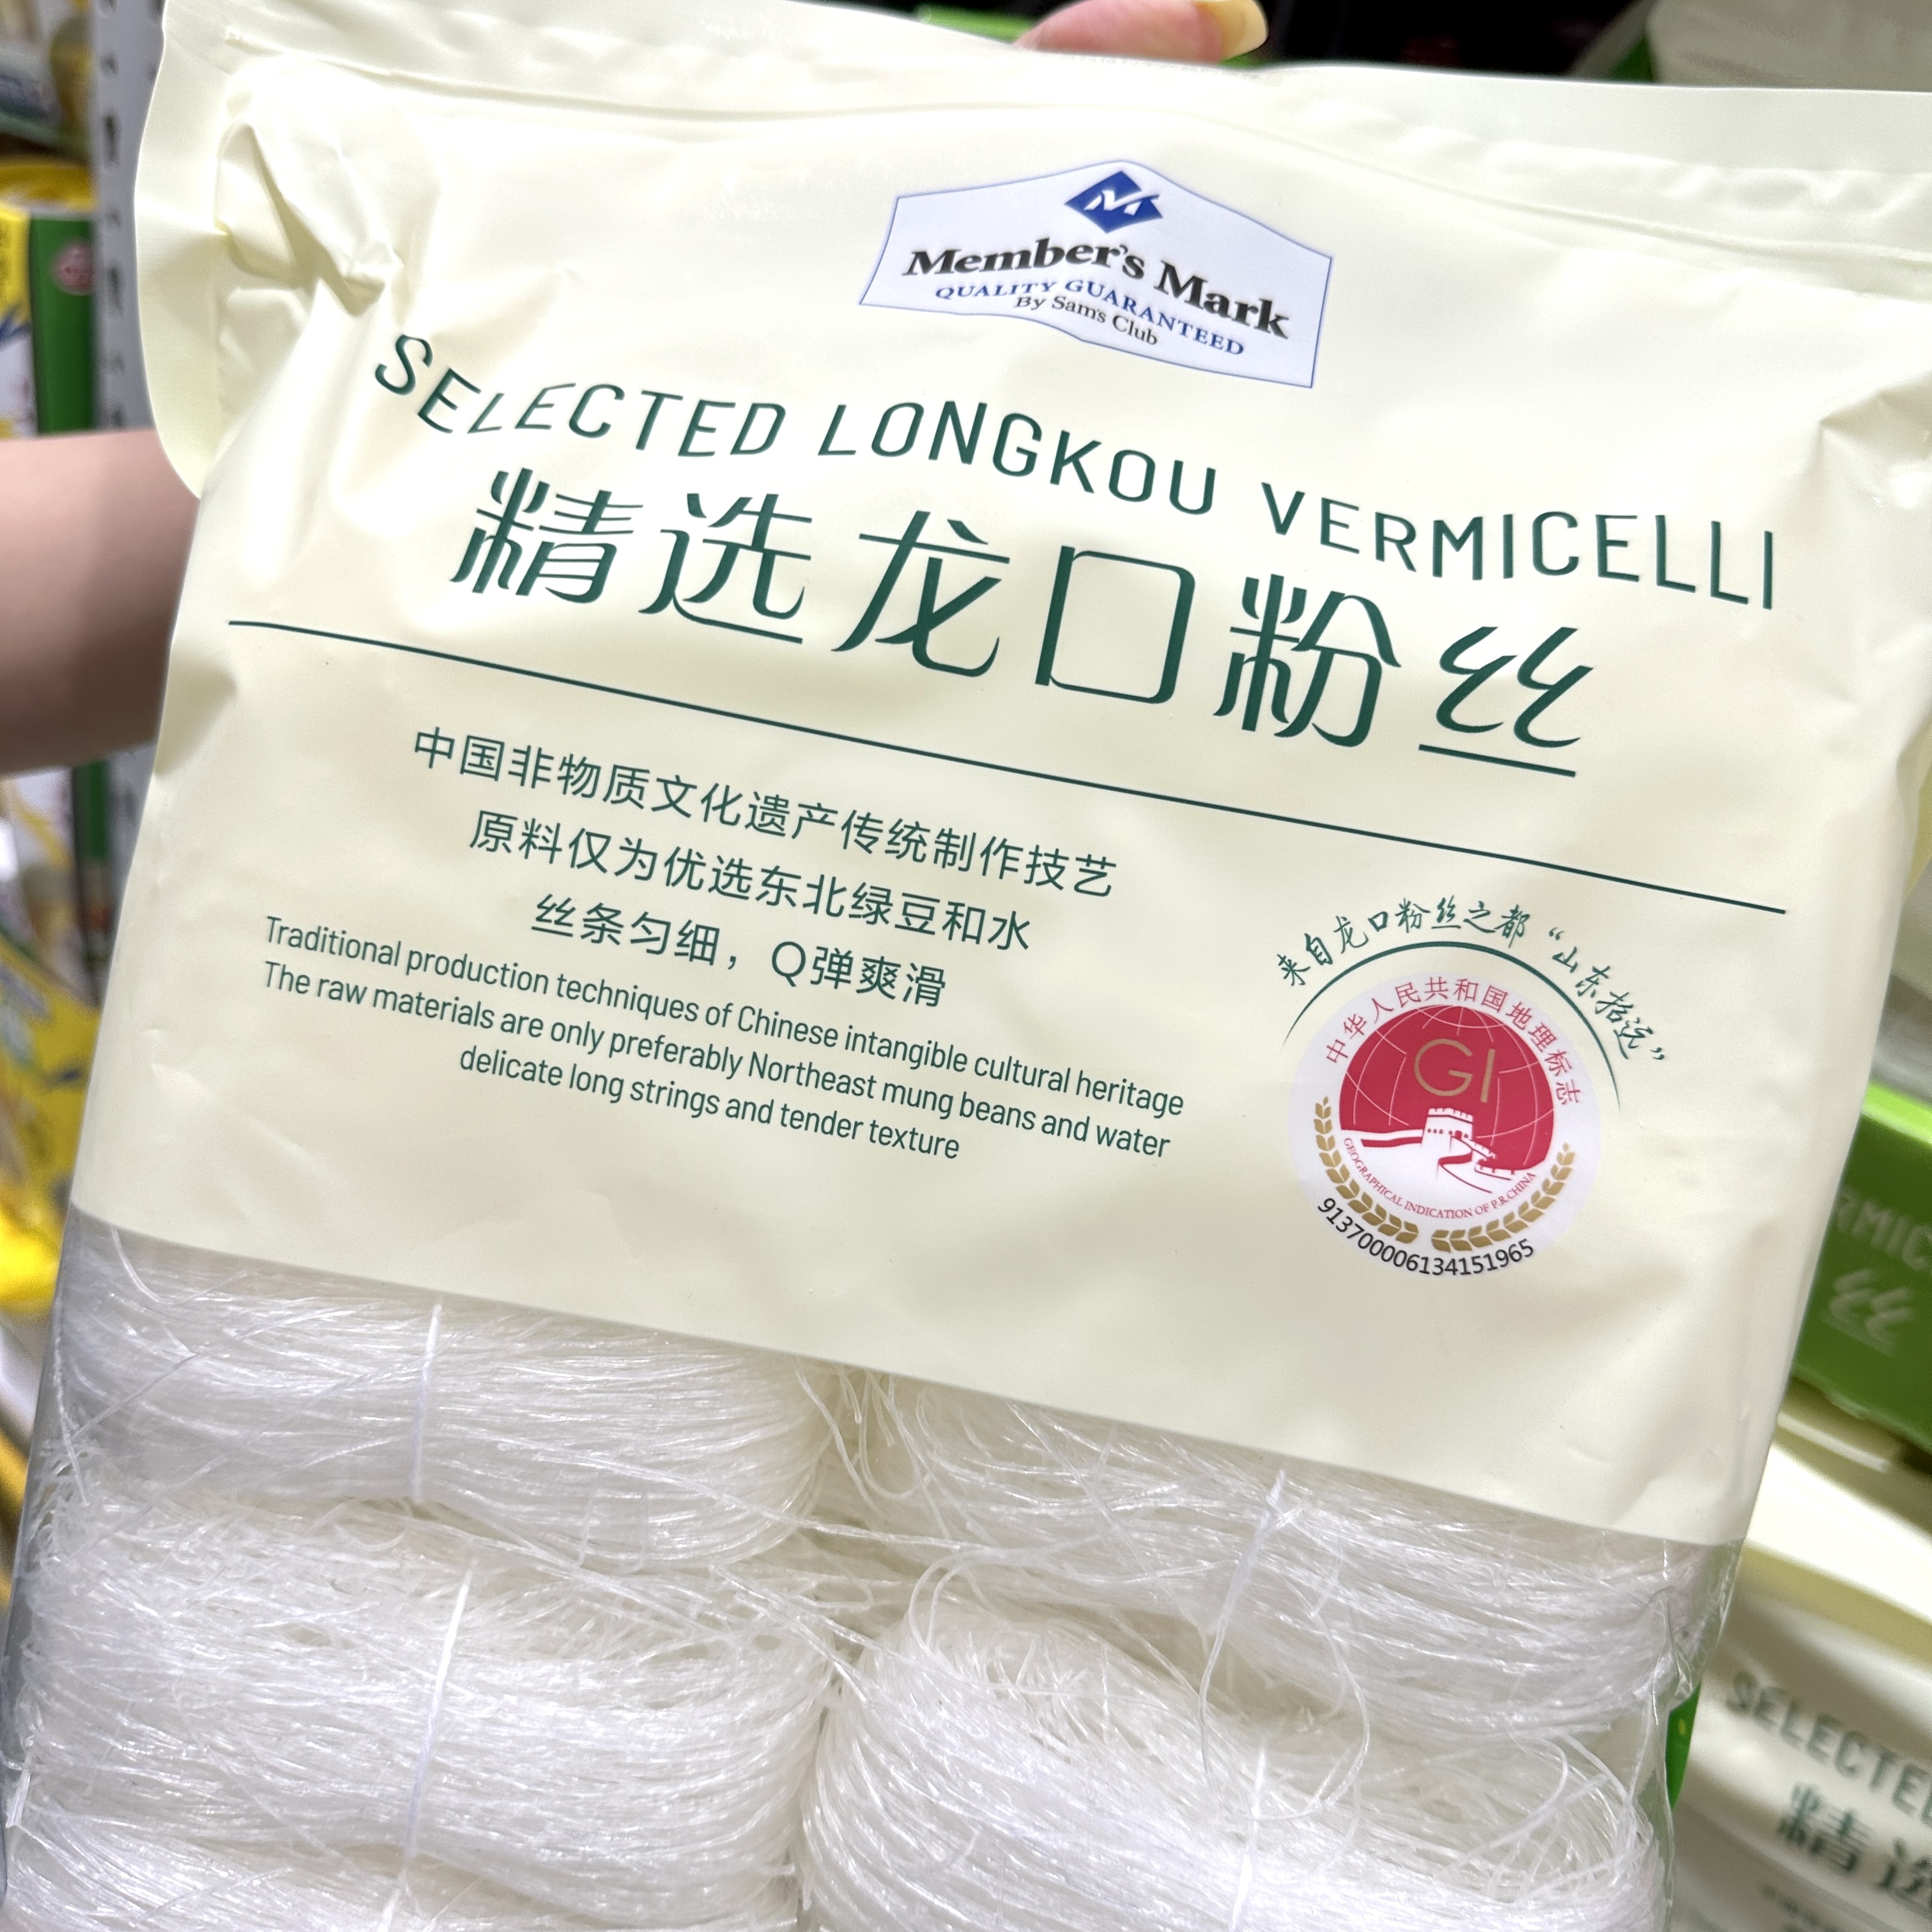 Member's Mark
QUALITY GUARANTEED
By Sam's Club
SELECTED LONGKOU VERMICELLI
精选龙口粉丝
中国非物质文化遗产传统制作技艺
原料仅为优选东北绿豆和水
丝条匀细，Q弹爽滑
Traditional production techniques of Chinese intangible cultural heritage
The raw materials are only preferably Northeast mung beans and water
delicate long strings and tender texture
来自龙口粉丝之都“山东招远”
中华人民共和国地理标志
GI
GEOGRAPHICAL INDICATION OF P.R.CHINA
91370000613415196​5
RMIC
丝
SELECTE
精选